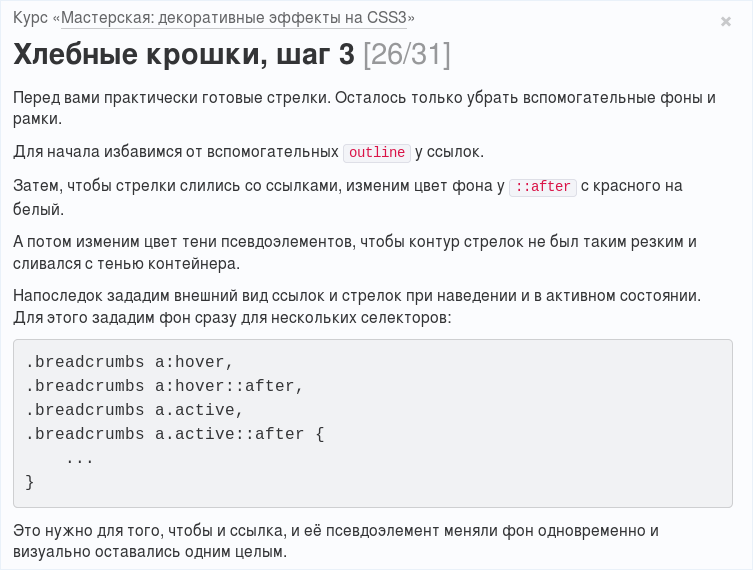 Курс «Мастерская: декоративные эффекты на CSS3»
×
Хлебные крошки, шаг 3 [26/31]
Перед вами практически готовые стрелки. Осталось только убрать вспомогательные фоны и
рамки.
Для начала избавимся от вспомогательных outline у ссылок.
Затем, чтобы стрелки слились со ссылками, изменим цвет фона у ::after с красного на
белый.
А потом изменим цвет тени псевдоэлементов, чтобы контур стрелок не был таким резким и
сливался с тенью контейнера.
Напоследок зададим внешний вид ссылок и стрелок при наведении и в активном состоянии.
Для этого зададим фон сразу для нескольких селекторов:
.breadcrumbs a:hover,
.breadcrumbs a:hover::after,
.breadcrumbs a.active,
.breadcrumbs a.active::after {
    ...
}
Это нужно для того, чтобы и ссылка, и её псевдоэлемент меняли фон одновременно и
визуально оставались одним целым.